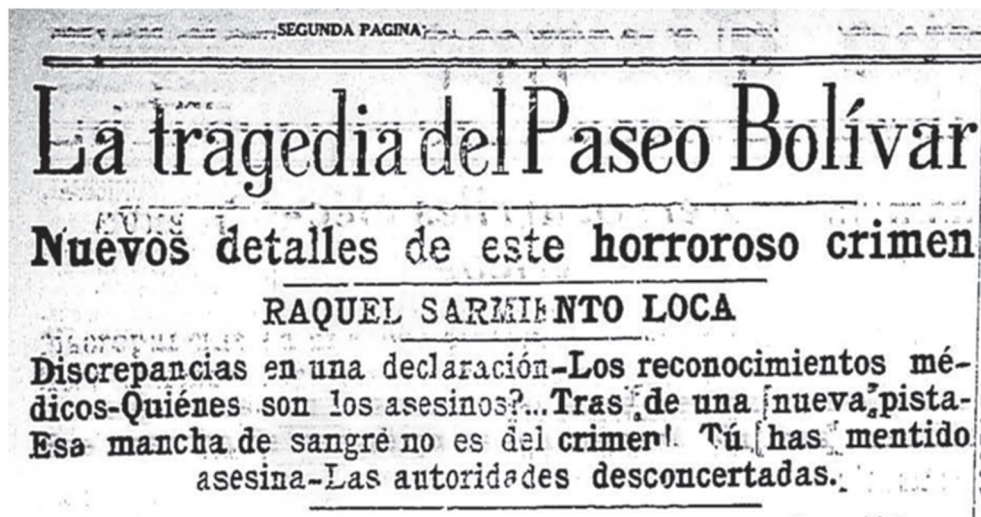 SEGUNDA PAGINA
La tragedia del Paseo Bolívar
Nuevos detalles de este horroroso crimen
RAQUEL SARMIENTO LOCA
Discrepancias en una declaración-Los reconocimientos mé-
dicos-Quiénes son los asesinos?...Tras de una nueva pista-
Esa mancha de sangre no es del crimen!. Tú has mentido
asesina-Las autoridades desconcertadas.